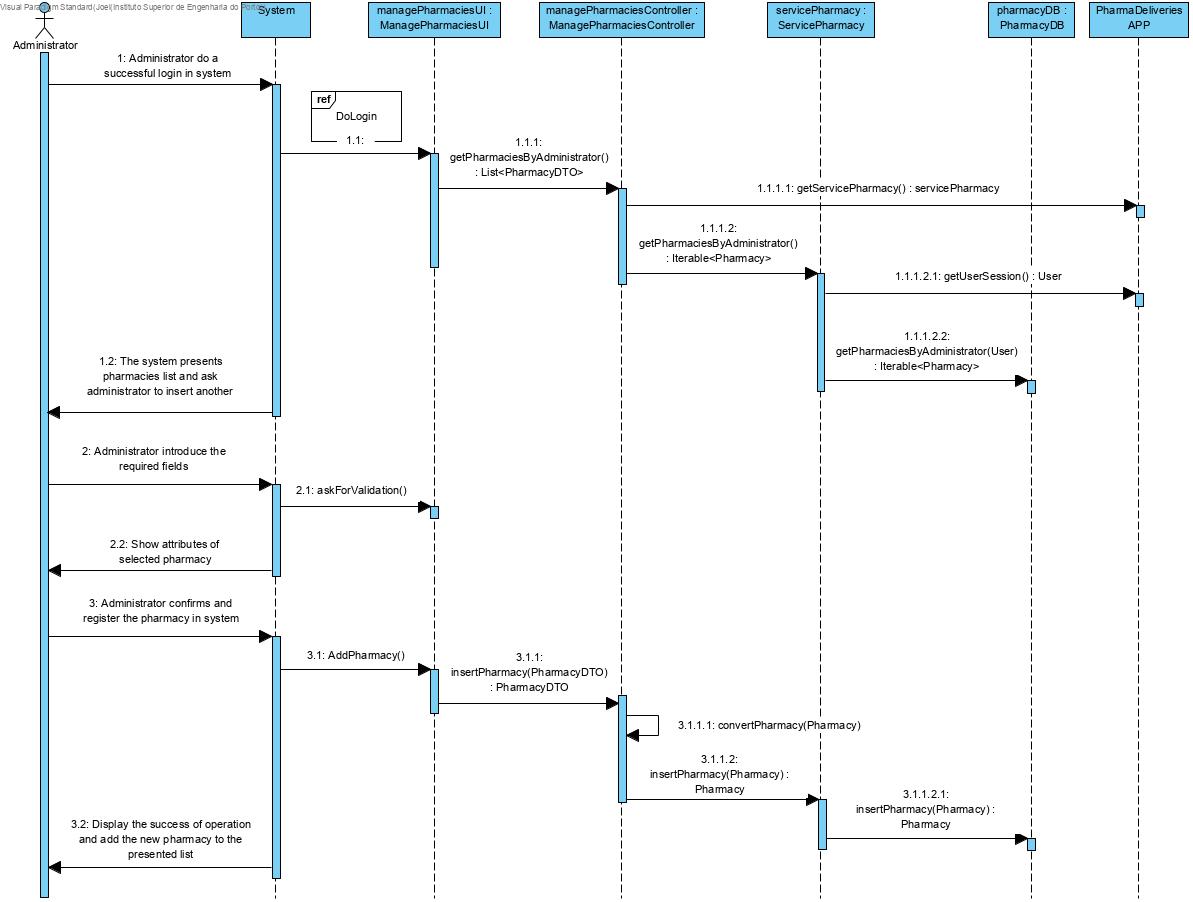 Visual Paradigm Standard(Joel(Instituto Superior de Engenharia do Porto)
System
managePharmaciesUI :
ManagePharmaciesUI
managePharmaciesController :
ManagePharmaciesController
servicePharmacy :
ServicePharmacy
pharmacyDB :
PharmacyDB
PharmaDeliveries
APP
Administrator
1: Administrator do a
successful login in system
ref
DoLogin
1.1:
1.1.1:
getPharmaciesByAdministrator()
: List<PharmacyDTO>
1.1.1.1: getServicePharmacy() : servicePharmacy
1.1.1.2:
getPharmaciesByAdministrator()
: Iterable<Pharmacy>
1.1.1.2.1: getUserSession() : User
1.1.1.2.2:
getPharmaciesByAdministrator(User)
: Iterable<Pharmacy>
1.2: The system presents
pharmacies list and ask
administrator to insert another
2: Administrator introduce the
required fields
2.1: askForValidation()
2.2: Show attributes of
selected pharmacy
3: Administrator confirms and
register the pharmacy in system
3.1: AddPharmacy()
3.1.1:
insertPharmacy(PharmacyDTO)
: PharmacyDTO
3.1.1.1: convertPharmacy(Pharmacy)
3.1.1.2:
insertPharmacy(Pharmacy) :
Pharmacy
3.1.1.2.1:
insertPharmacy(Pharmacy) :
Pharmacy
3.2: Display the success of operation
and add the new pharmacy to the
presented list